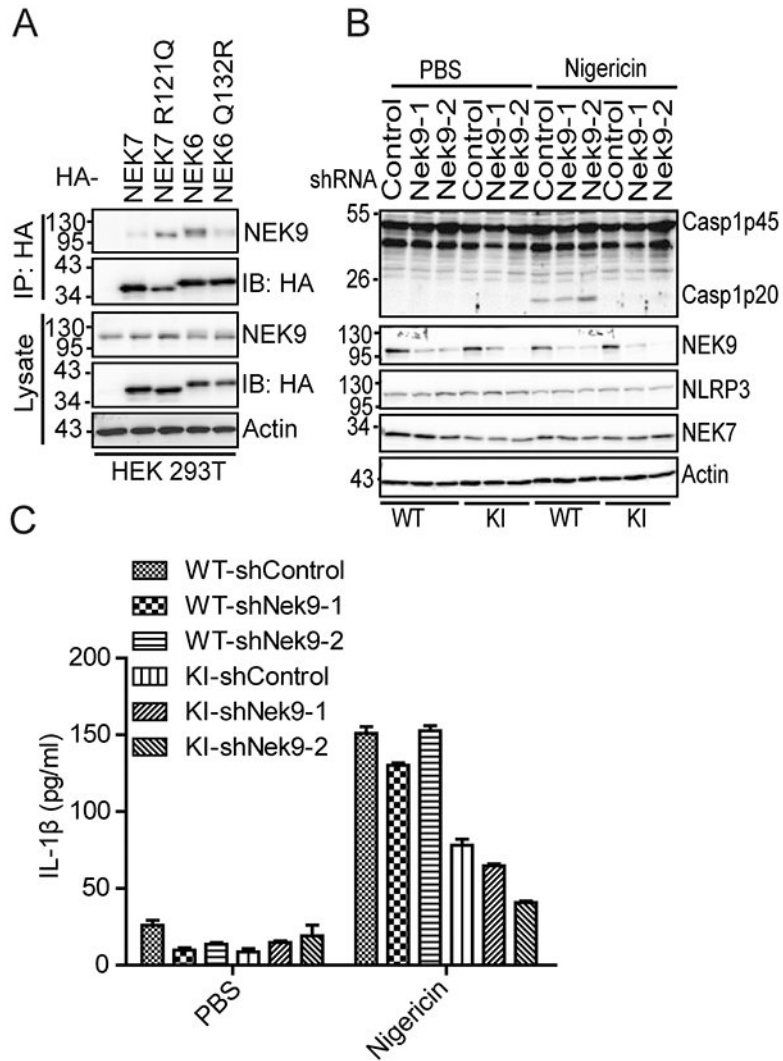 A
HA-
NEK7
NEK7 R121Q
NEK6
NEK6 Q132R
IP: HA
130
95
NEK9
43
34
IB: HA
Lysate
130
95
NEK9
43
34
IB: HA
43
Actin
HEK 293T
B
PBS
Nigericin
shRNA
Control
Nek9-1
Nek9-2
Control
Nek9-1
Nek9-2
Control
Nek9-1
Nek9-2
Control
Nek9-1
Nek9-2
55
Casp1p45
26
Casp1p20
130
95
NEK9
130
95
NLRP3
34
NEK7
43
Actin
WT
KI
WT
KI
C
WT-shControl
WT-shNek9-1
WT-shNek9-2
KI-shControl
KI-shNek9-1
KI-shNek9-2
IL-1β (pg/ml)
200
150
100
50
0
PBS
Nigericin